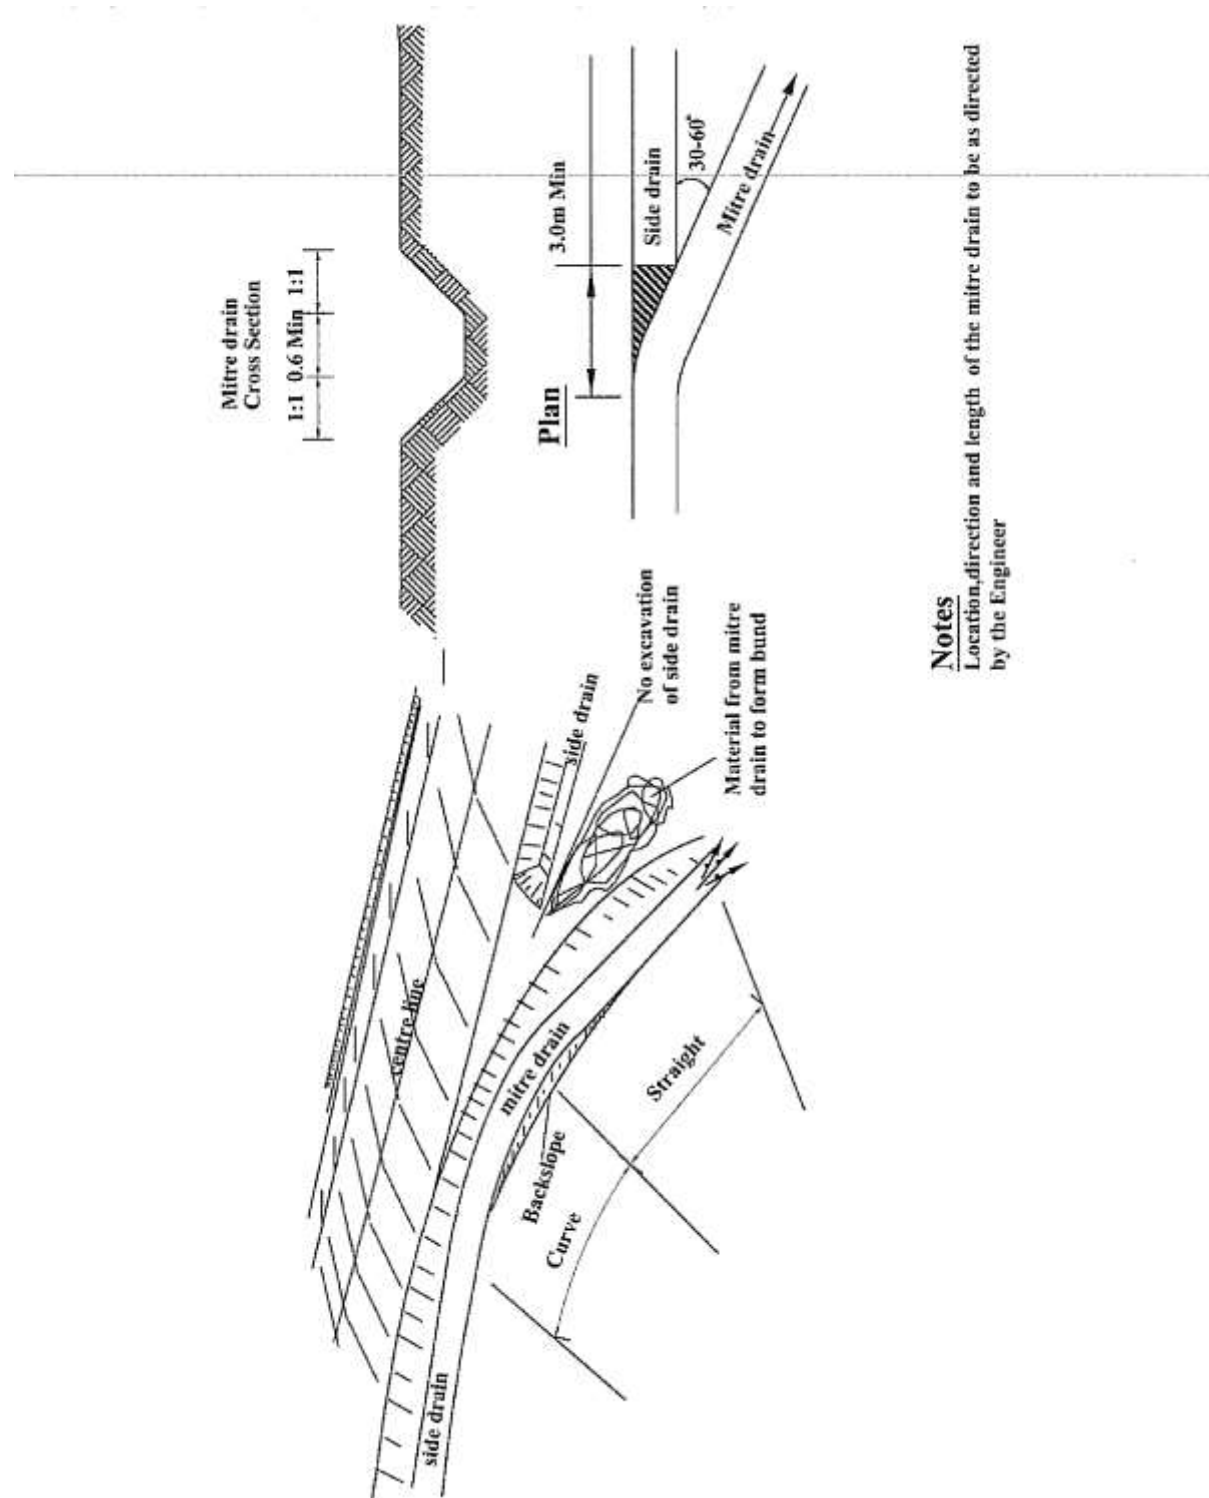 Mitre drain
Cross Section
1:1 0.6 Min 1:1
Plan
3.0m Min
Side drain
30-60°
Mitre drain
centre line
side drain
No excavation
of side drain
Material from mitre
drain to form bund
mitre drain
side drain
Backslope
Curve
Straight
Notes
Location,direction and length of the mitre drain to be as directed
by the Engineer